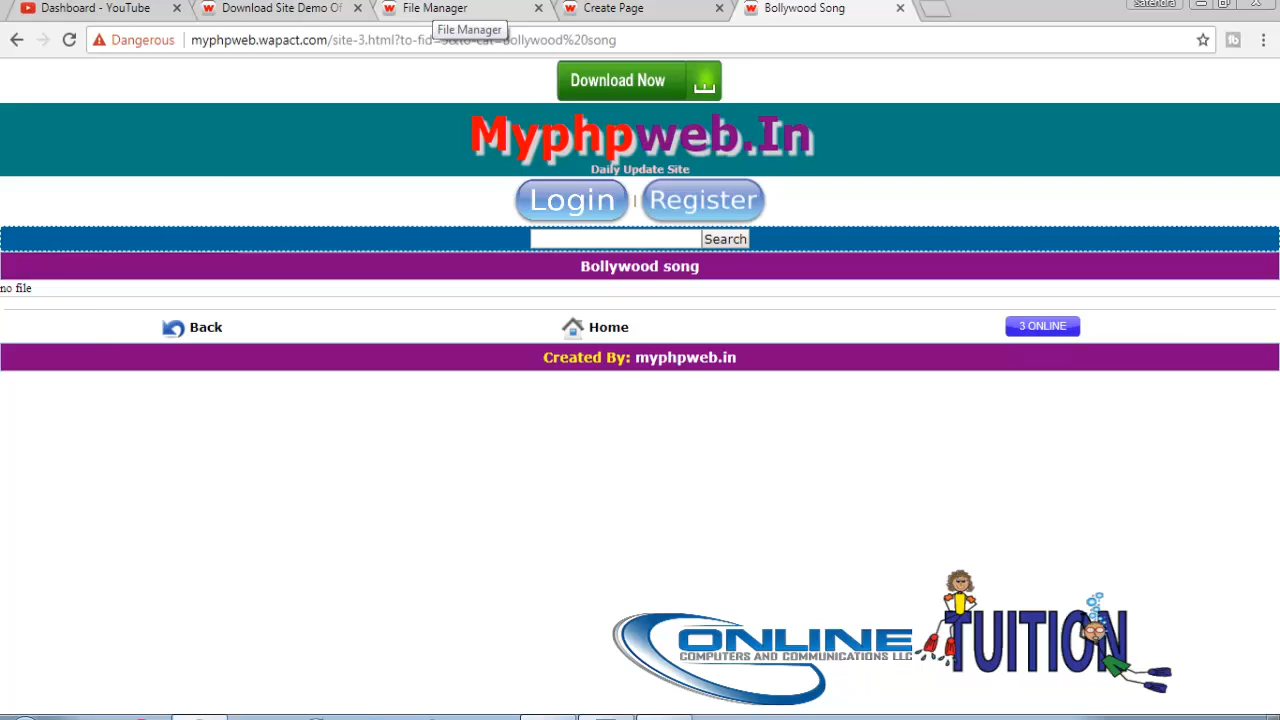 Dashboard - YouTube
Download Site Demo Of
File Manager
Create Page
Bollywood Song
Satendra
File Manager
Dangerous
myphpweb.wapact.com/site-3.html?to-fid=
Bollywood%20song
Download Now
Myphpweb.In
Daily Update Site
Login | Register
Search
Bollywood song
no file
Back
Home
3 ONLINE
Created By: myphpweb.in
ONLINE
COMPUTERS AND COMMUNICATIONS LLC
TUITION